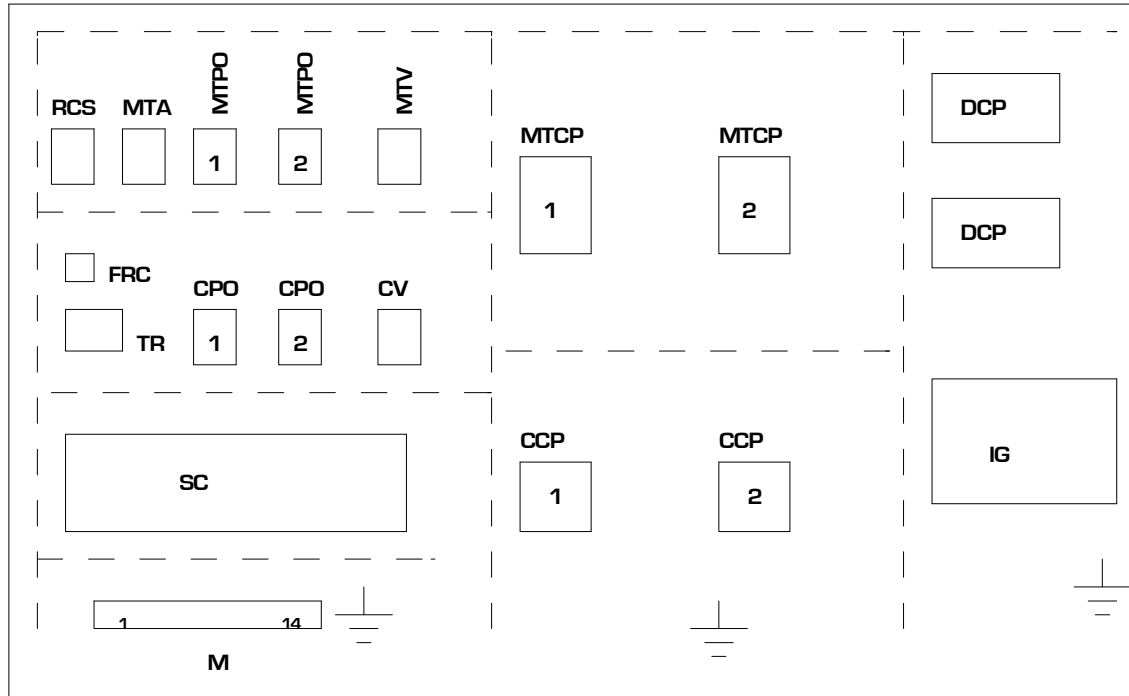 MTPO MTPO MTV
RCS MTA
1 2
FRC
CPO CPO CV
TR 1 2
SC
1 14
M
MTCP MTCP
1 2
CCP CCP
1 2
DCP
DCP
IG